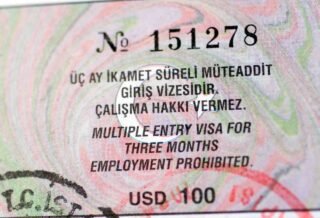 № 151278
ÜÇ AY İKAMET SÜRELİ MÜTEADDİT
GİRİŞ VİZESİDİR.
ÇALIŞMA HAKKI VERMEZ.
MULTIPLE ENTRY VISA FOR
THREE MONTHS
EMPLOYMENT PROHIBITED.
USD 100